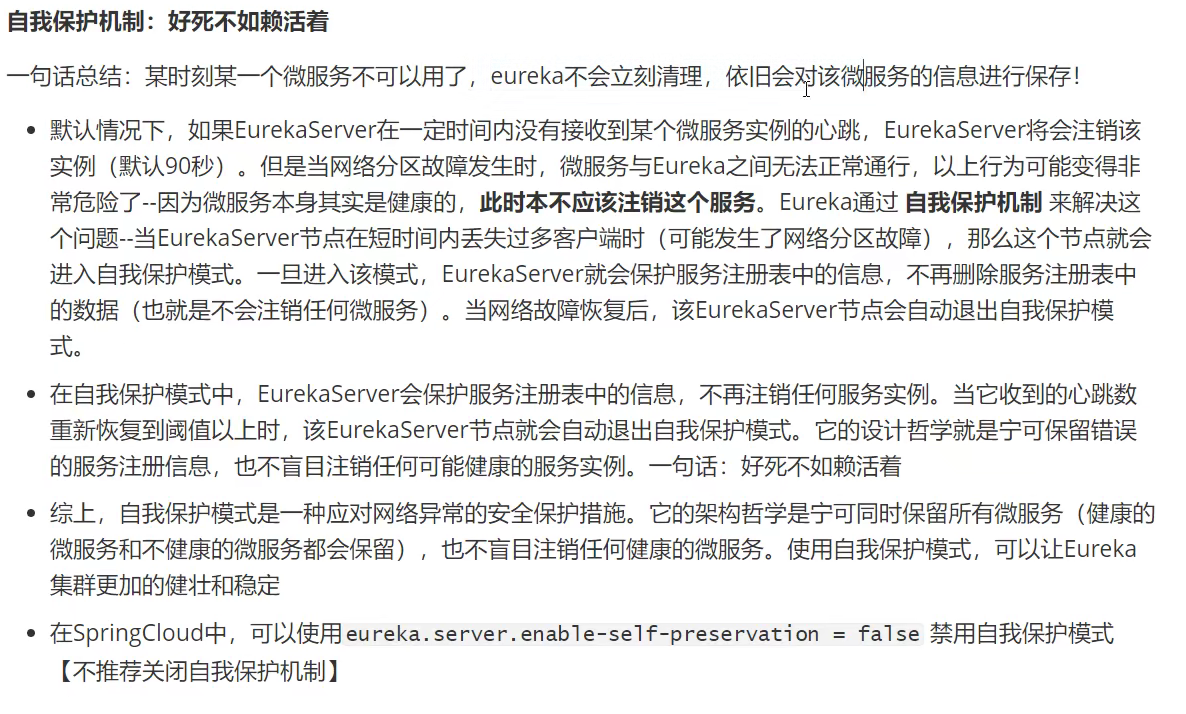 自我保护机制：好死不如赖活着
一句话总结：某时刻某一个微服务不可以用了，eureka不会立刻清理，依旧会对该微服务的信息进行保存！
• 默认情况下，如果EurekaServer在一定时间内没有接收到某个微服务实例的心跳，EurekaServer将会注销该
实例（默认90秒）。但是当网络分区故障发生时，微服务与Eureka之间无法正常通行，以上行为可能变得非
常危险了--因为微服务本身其实是健康的，此时本不应该注销这个服务。Eureka通过 自我保护机制 来解决这
个问题--当EurekaServer节点在短时间内丢失过多客户端时（可能发生了网络分区故障），那么这个节点就会
进入自我保护模式。一旦进入该模式，EurekaServer就会保护服务注册表中的信息，不再删除服务注册表中
的数据（也就是不会注销任何微服务）。当网络故障恢复后，该EurekaServer节点会自动退出自我保护模
式。
• 在自我保护模式中，EurekaServer会保护服务注册表中的信息，不再注销任何服务实例。当它收到的心跳数
重新恢复到阈值以上时，该EurekaServer节点就会自动退出自我保护模式。它的设计哲学就是宁可保留错误
的服务注册信息，也不盲目注销任何可能健康的服务实例。一句话：好死不如赖活着
• 综上，自我保护模式是一种应对网络异常的安全保护措施。它的架构哲学是宁可同时保留所有微服务（健康的
微服务和不健康的微服务都会保留），也不盲目注销任何健康的微服务。使用自我保护模式，可以让Eureka
集群更加的健壮和稳定
• 在SpringCloud中，可以使用eureka.server.enable-self-preservation = false 禁用自我保护模式
【不推荐关闭自我保护机制】